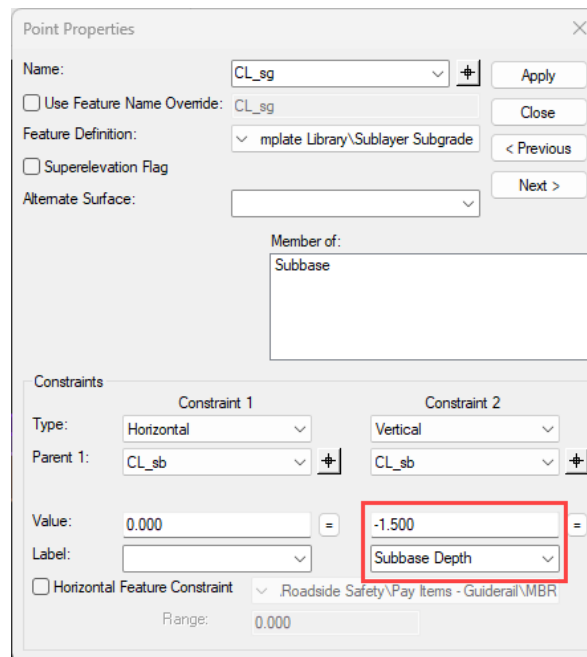 Point Properties
Name: CL_sg Apply
Use Feature Name Override: CL_sg Close
Feature Definition: mplate Library\Sublayer Subgrade < Previous
Superelevation Flag Next >
Alternate Surface:
Member of:
Subbase
Constraints
Constraint 1 Constraint 2
Type: Horizontal Vertical
Parent 1: CL_sb CL_sb
Value: 0.000 = -1.500 =
Label: Subbase Depth
Horizontal Feature Constraint .Roadside Safety\Pay Items - Guiderail\MBR
Range: 0.000